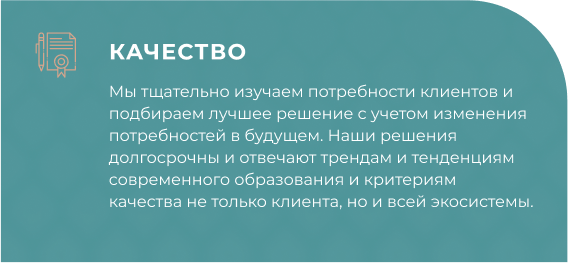 КАЧЕСТВО
Мы тщательно изучаем потребности клиентов и
подбираем лучшее решение с учетом изменения
потребностей в будущем. Наши решения
долгосрочны и отвечают трендам и тенденциям
современного образования и критериям
качества не только клиента, но и всей экосистемы.